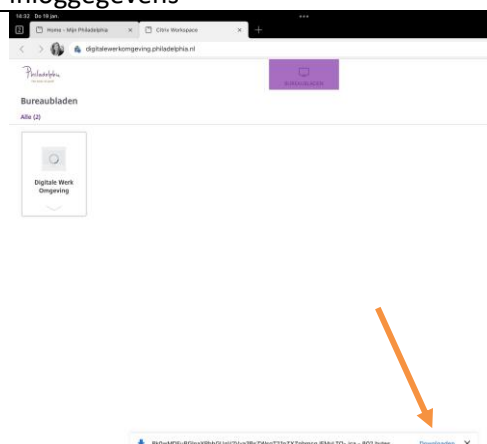 inloggegevens
14:32 Do 19 jan.
Home - Mijn Philadelphia
Citrix Workspace
digitalewerkomgeving.philadelphia.nl
Philadelphia
BUREAUBLADEN
Bureaubladen
Alle (2)
Digitale Werk
Omgeving
Downloaden